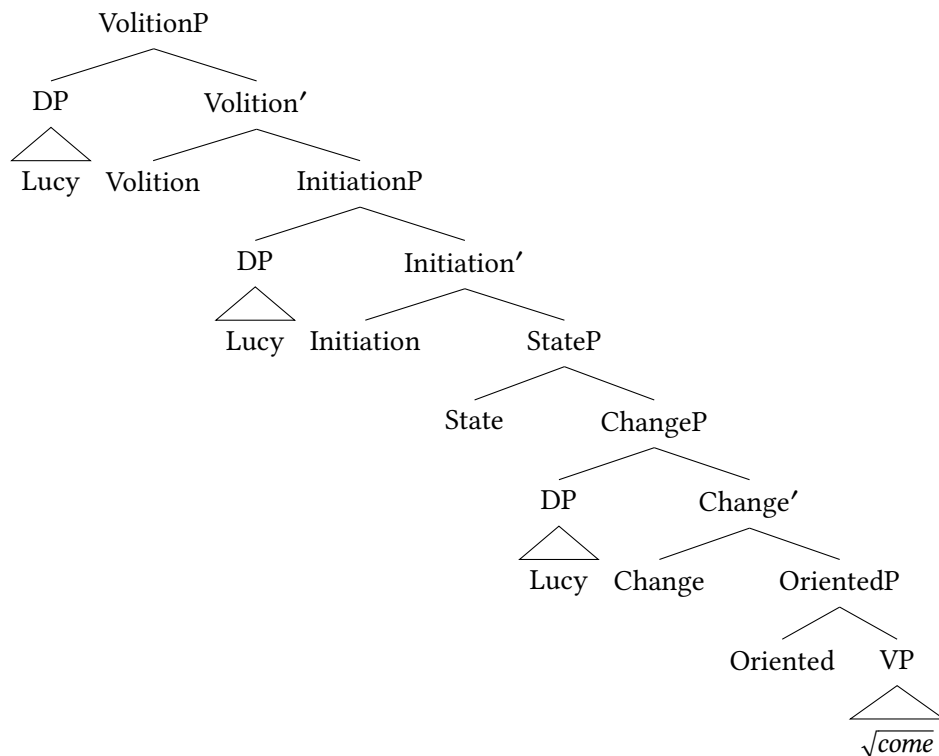 VolitionP
DP Volition′
Lucy Volition InitiationP
DP Initiation′
Lucy Initiation StateP
State ChangeP
DP Change′
Lucy Change OrientedP
Oriented VP
√come